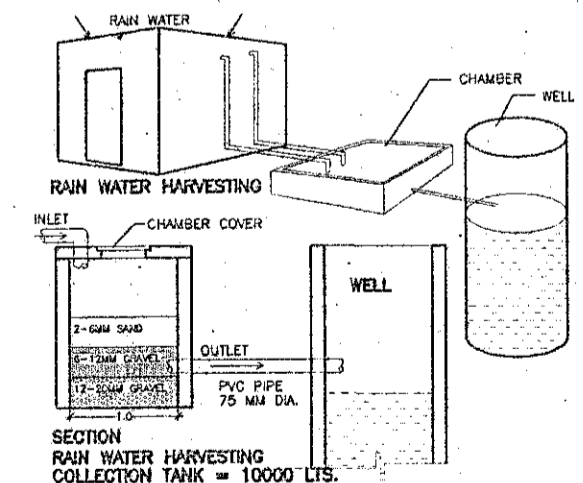 RAIN WATER
CHAMBER
WELL
RAIN WATER HARVESTING
INLET
CHAMBER COVER
WELL
2-6MM SAND
6-12MM GRAVEL
OUTLET
12-20MM GRAVEL
PVC PIPE
75 MM DIA.
1.0
SECTION
RAIN WATER HARVESTING
COLLECTION TANK = 10000 LTS.